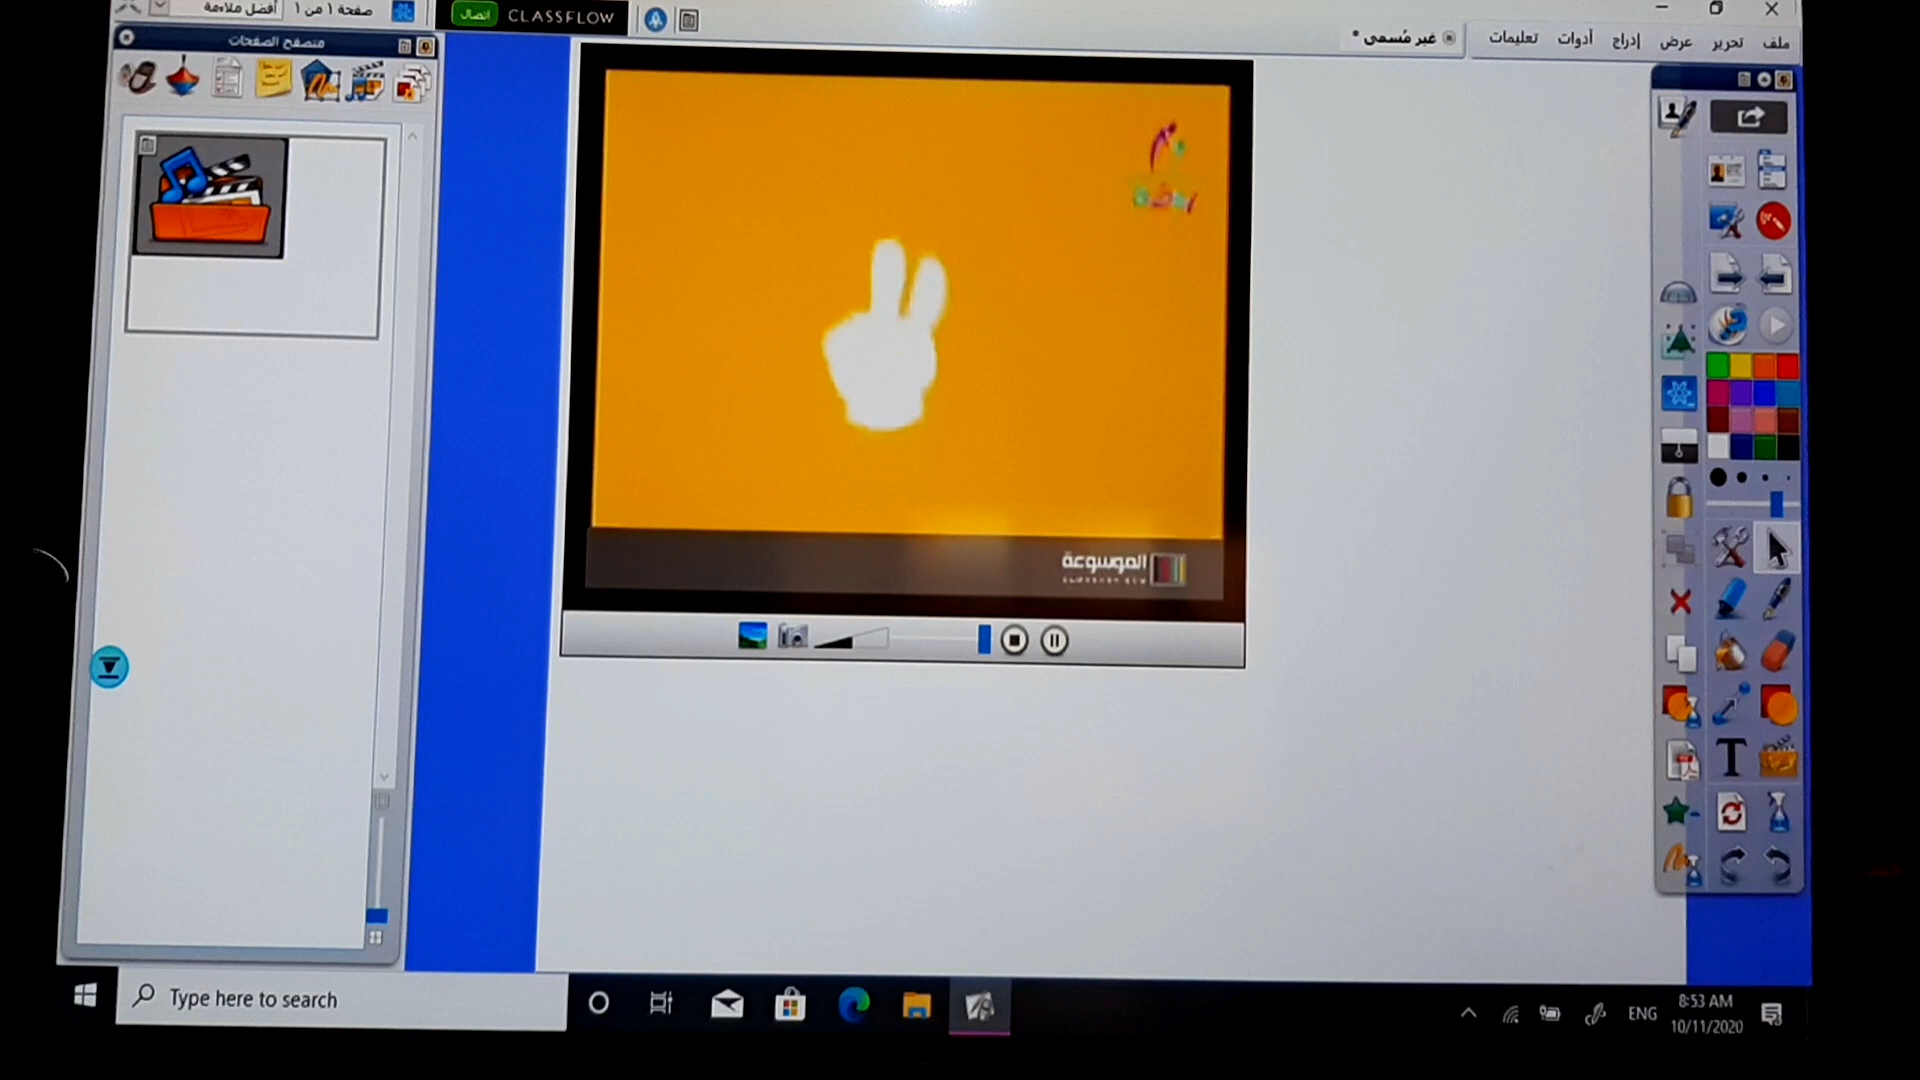 أفضل ملاءمة
صفحة ١ من ١
اتصال
CLASSFLOW
ملف
تحرير
عرض
إدراج
أدوات
تعليمات
غير مُسمى *
متصفح الصفحات
الموسوعة
T
Type here to search
ENG
8:53 AM
10/11/2020